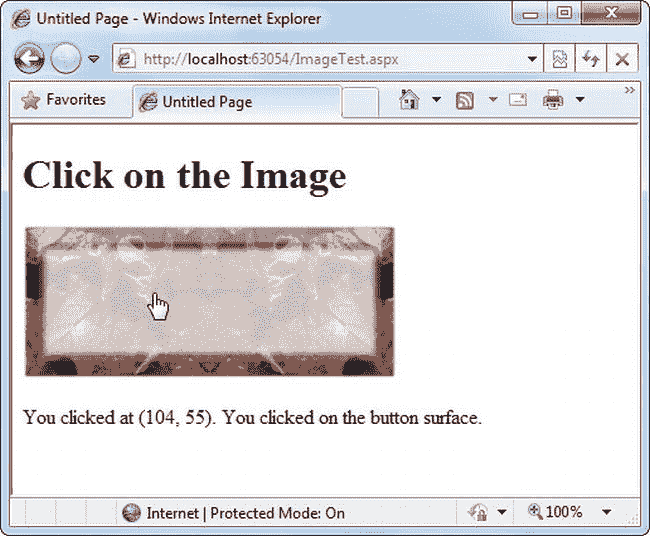 Untitled Page - Windows Internet Explorer
http://localhost:63054/ImageTest.aspx
Favorites Untitled Page »
Click on the Image
You clicked at (104, 55). You clicked on the button surface.
Internet | Protected Mode: On 100%